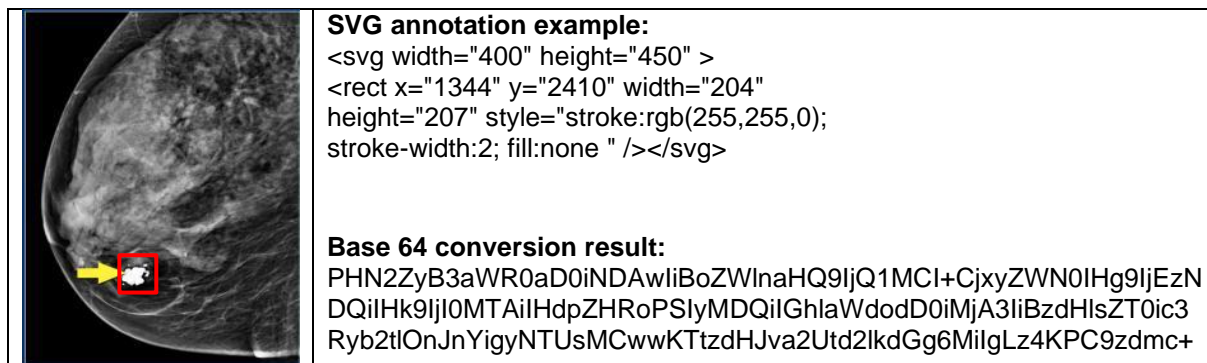 SVG annotation example:
<svg width="400" height="450" >
<rect x="1344" y="2410" width="204"
height="207" style="stroke:rgb(255,255,0);
stroke-width:2; fill:none " /></svg>
Base 64 conversion result:
PHN2ZyB3aWR0aD0iNDAwIiBoZWlnaHQ9IjQ1MCI+CjxyZWN0IHg9IjEzN
DQiIHk9IjI0MTAiIHdpZHRoPSIyMDQiIGhlaWdodD0iMjA3IiBzdHlsZT0ic3
Ryb2tlOnJnYigyNTUsMCwwKTtzdHJva2Utd2lkdGg6MiIgLz4KPC9zdmc+